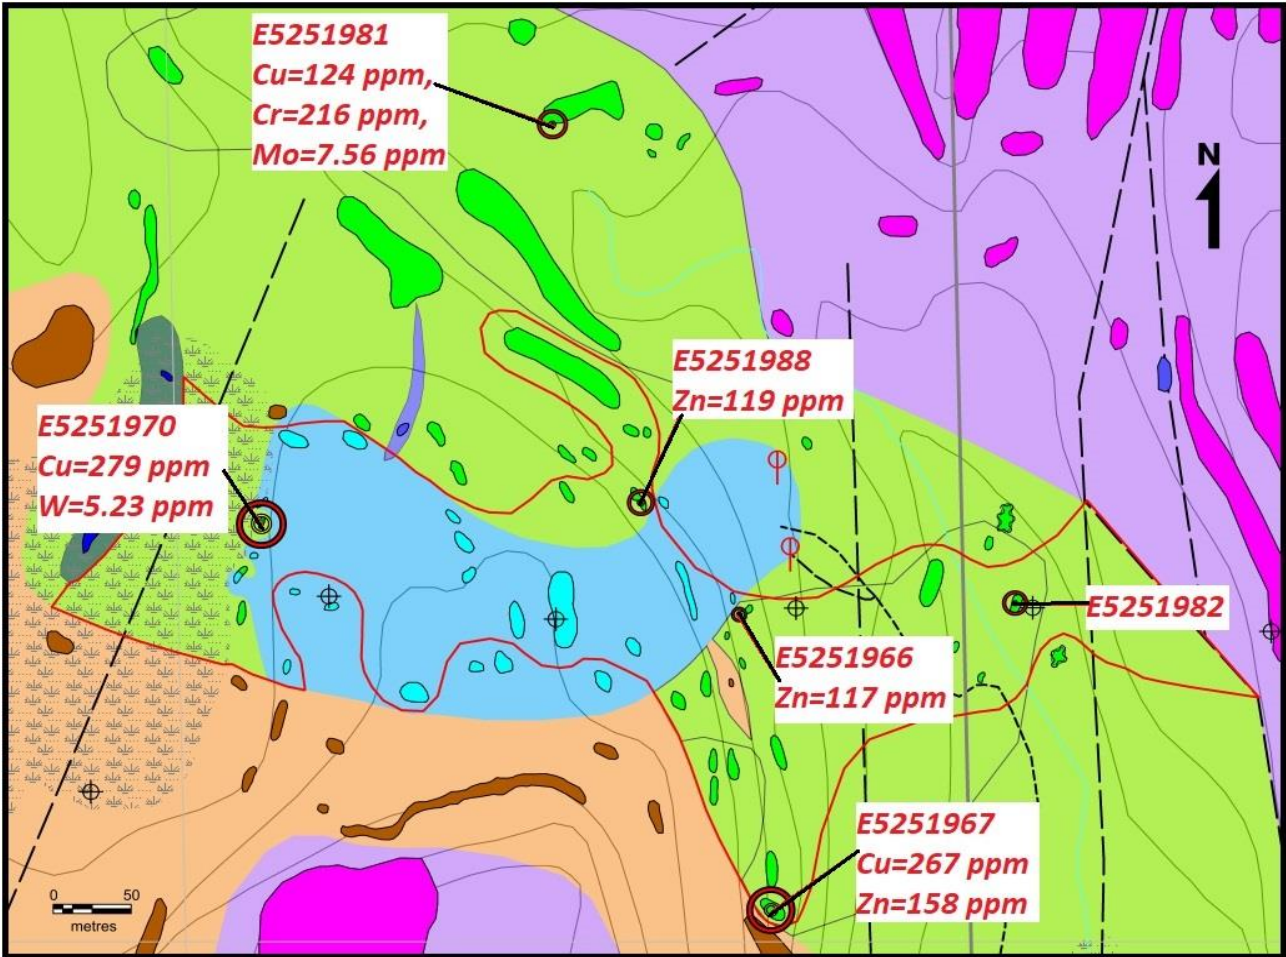 E5251981
Cu=124 ppm,
Cr=216 ppm,
Mo=7.56 ppm
N
E5251988
Zn=119 ppm
E5251970
Cu=279 ppm
W=5.23 ppm
E5251982
E5251966
Zn=117 ppm
E5251967
Cu=267 ppm
Zn=158 ppm
0 50
metres